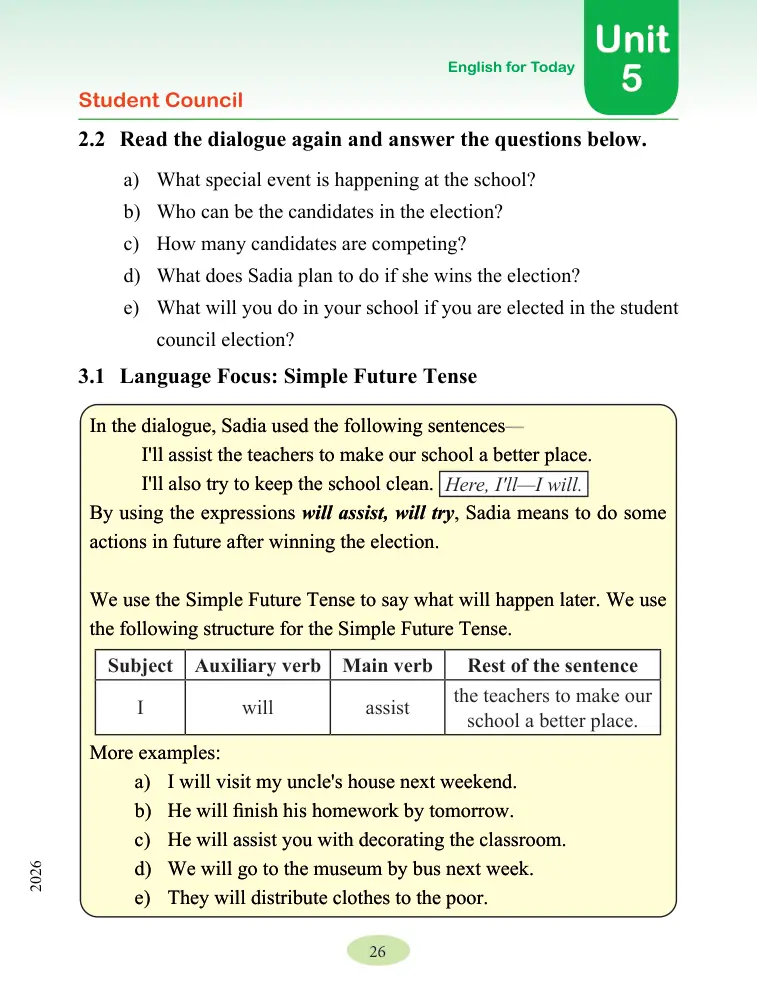 Unit
5
English for Today
Student Council
2.2 Read the dialogue again and answer the questions below.
a) What special event is happening at the school?
b) Who can be the candidates in the election?
c) How many candidates are competing?
d) What does Sadia plan to do if she wins the election?
e) What will you do in your school if you are elected in the student
council election?
3.1 Language Focus: Simple Future Tense
In the dialogue, Sadia used the following sentences—
I'll assist the teachers to make our school a better place.
I'll also try to keep the school clean. Here, I'll—I will.
By using the expressions will assist, will try, Sadia means to do some
actions in future after winning the election.
We use the Simple Future Tense to say what will happen later. We use
the following structure for the Simple Future Tense.
Subject Auxiliary verb Main verb Rest of the sentence
I will assist the teachers to make our
school a better place.
More examples:
a) I will visit my uncle's house next weekend.
b) He will finish his homework by tomorrow.
c) He will assist you with decorating the classroom.
d) We will go to the museum by bus next week.
e) They will distribute clothes to the poor.
2026
26